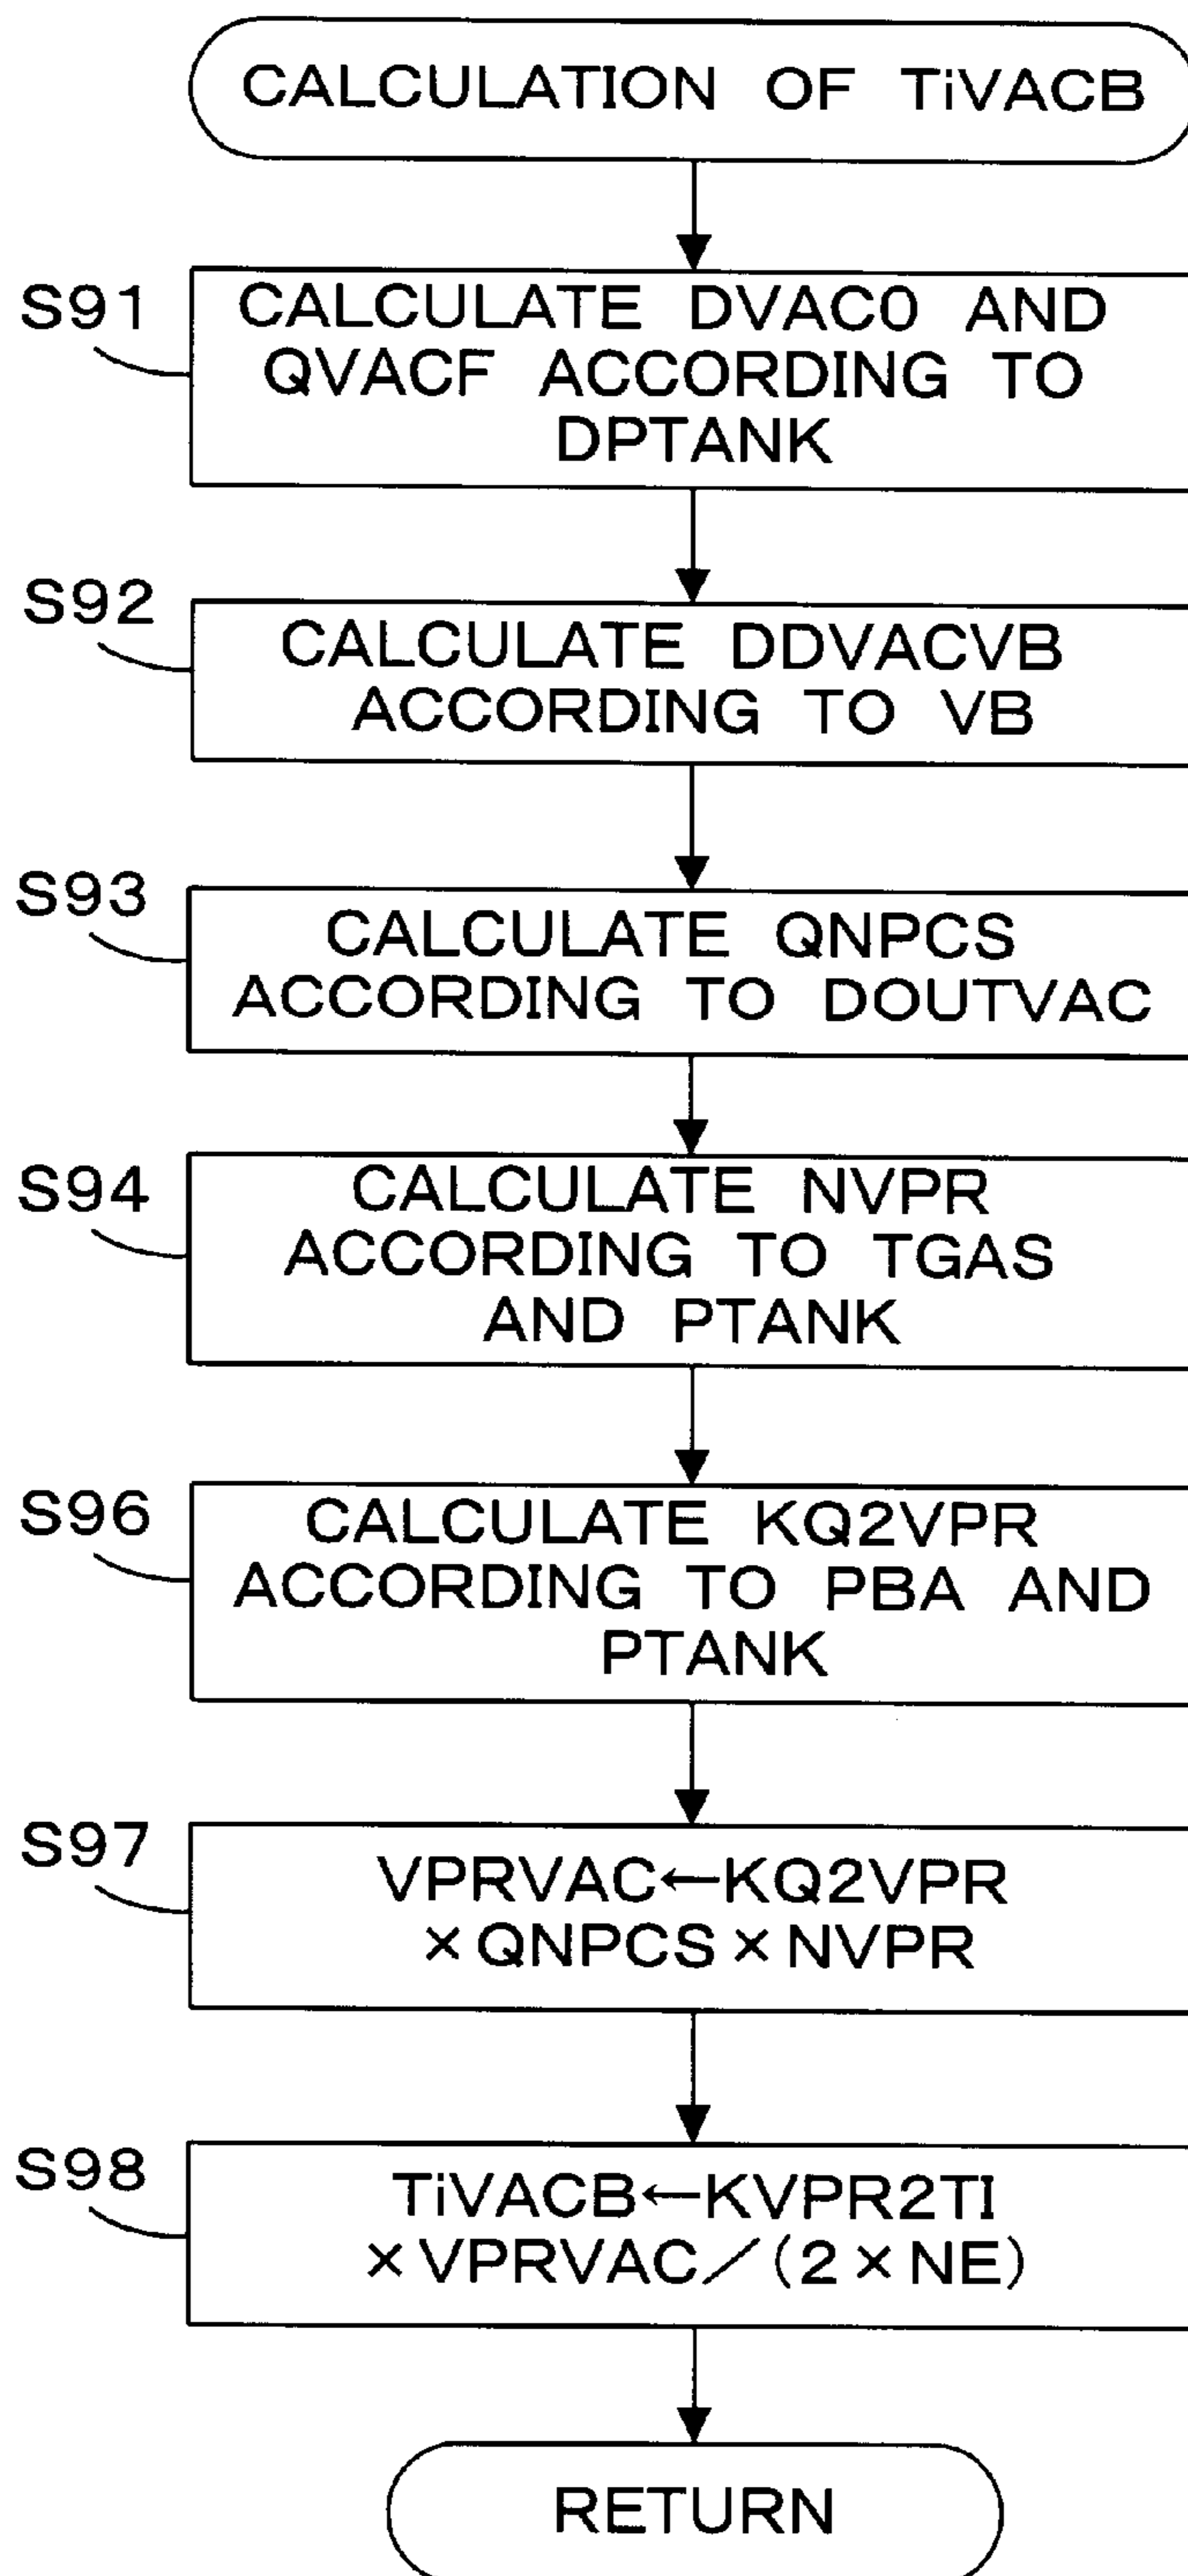 CALCULATION OF TiVACB
S91
CALCULATE DVAC0 AND
QVACF ACCORDING TO
DPTANK
S92
CALCULATE DDVACVB
ACCORDING TO VB
S93
CALCULATE QNPCS
ACCORDING TO DOUTVAC
S94
CALCULATE NVPR
ACCORDING TO TGAS
AND PTANK
S96
CALCULATE KQ2VPR
ACCORDING TO PBA AND
PTANK
S97
VPRVAC←KQ2VPR
×QNPCS×NVPR
S98
TiVACB←KVPR2TI
×VPRVAC/(2×NE)
RETURN